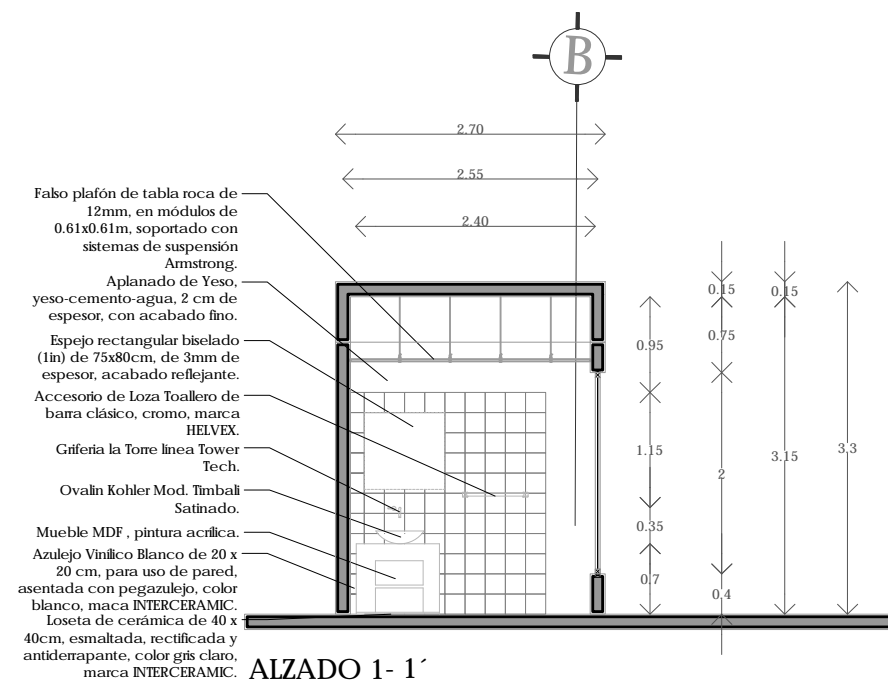 B
2.70
2.55
2.40
Falso plafón de tabla roca de
12mm, en módulos de
0.61x0.61m, soportado con
sistemas de suspensión
Armstrong.
Aplanado de Yeso,
yeso-cemento-agua, 2 cm de
espesor, con acabado fino.
Espejo rectangular biselado
(1in) de 75x80cm, de 3mm de
espesor, acabado reflejante.
Accesorio de Loza Toallero de
barra clásico, cromo, marca
HELVEX.
Griferia la Torre linea Tower
Tech.
Ovalin Kohler Mod. Timbali
Satinado.
Mueble MDF , pintura acrilica.
Azulejo Vinilico Blanco de 20 x
20 cm, para uso de pared,
asentada con pegazulejo, color
blanco, maca INTERCERAMIC.
Loseta de cerámica de 40 x
40cm, esmaltada, rectificada y
antiderrapante, color gris claro,
marca INTERCERAMIC.
0.95
1.15
0.35
0.7
0.15
0.75
2
0.4
0.15
3.15
3.3
ALZADO 1- 1´